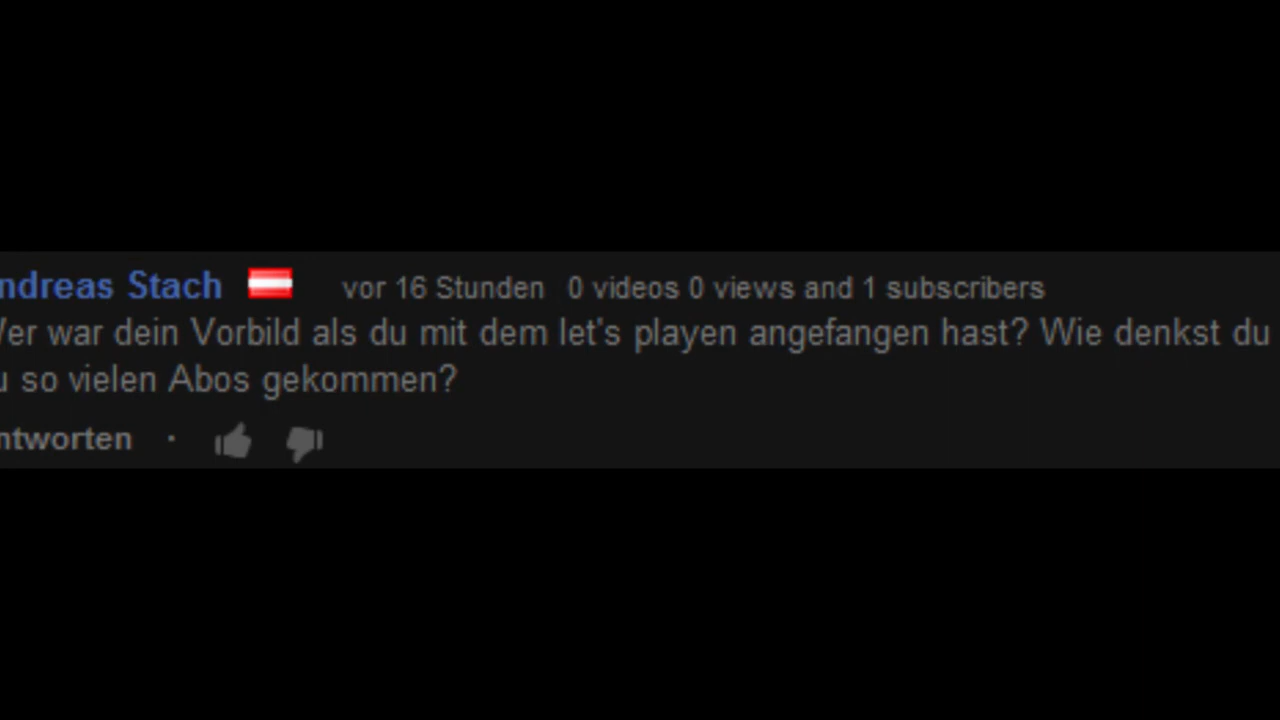 ndreas Stach vor 16 Stunden 0 videos 0 views and 1 subscribers
Wer war dein Vorbild als du mit dem let's playen angefangen hast? Wie denkst du
u so vielen Abos gekommen?
ntworten ·